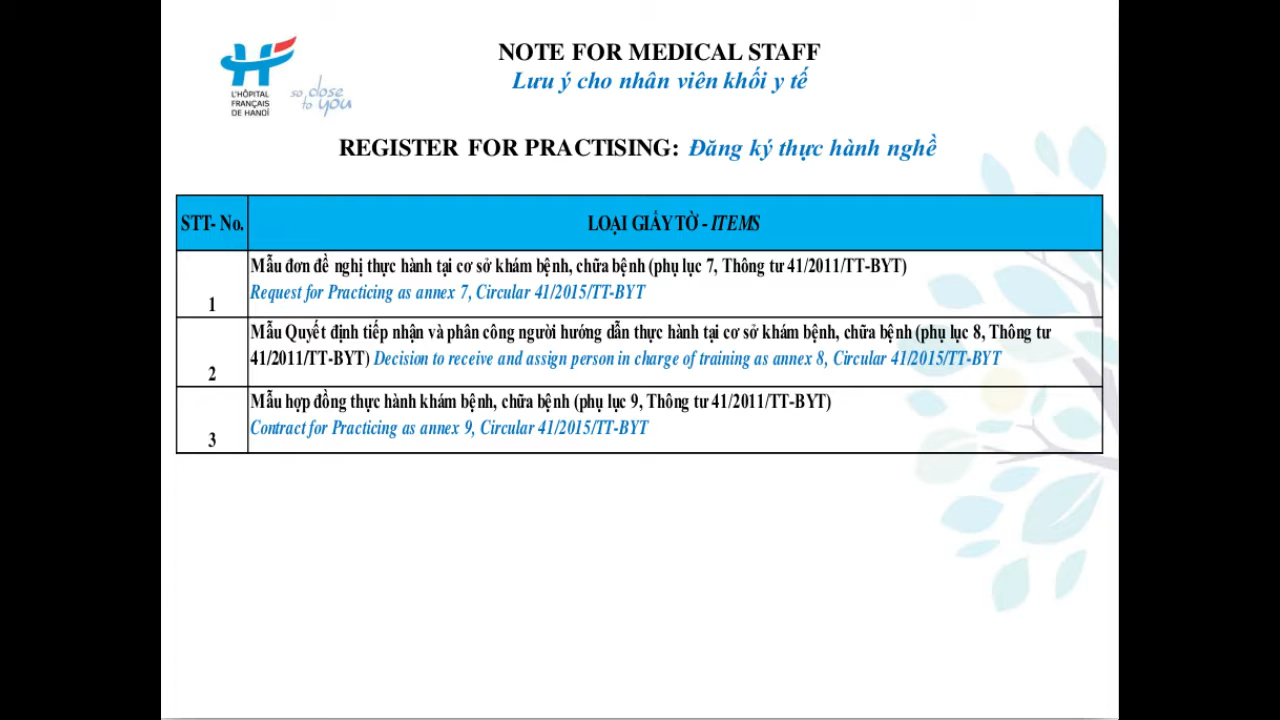 L'HÔPITAL
FRANÇAIS
DE HANOÏ
so close
to you
NOTE FOR MEDICAL STAFF
Lưu ý cho nhân viên khối y tế
REGISTER FOR PRACTISING: Đăng ký thực hành nghề
STT- No. LOẠI GIẤY TỜ - ITEMS
Mẫu đơn đề nghị thực hành tại cơ sở khám bệnh, chữa bệnh (phụ lục 7, Thông tư 41/2011/TT-BYT)
Request for Practicing as annex 7, Circular 41/2015/TT-BYT
1
Mẫu Quyết định tiếp nhận và phân công người hướng dẫn thực hành tại cơ sở khám bệnh, chữa bệnh (phụ lục 8, Thông tư
41/2011/TT-BYT) Decision to receive and assign person in charge of training as annex 8, Circular 41/2015/TT-BYT
2
Mẫu hợp đồng thực hành khám bệnh, chữa bệnh (phụ lục 9, Thông tư 41/2011/TT-BYT)
Contract for Practicing as annex 9, Circular 41/2015/TT-BYT
3